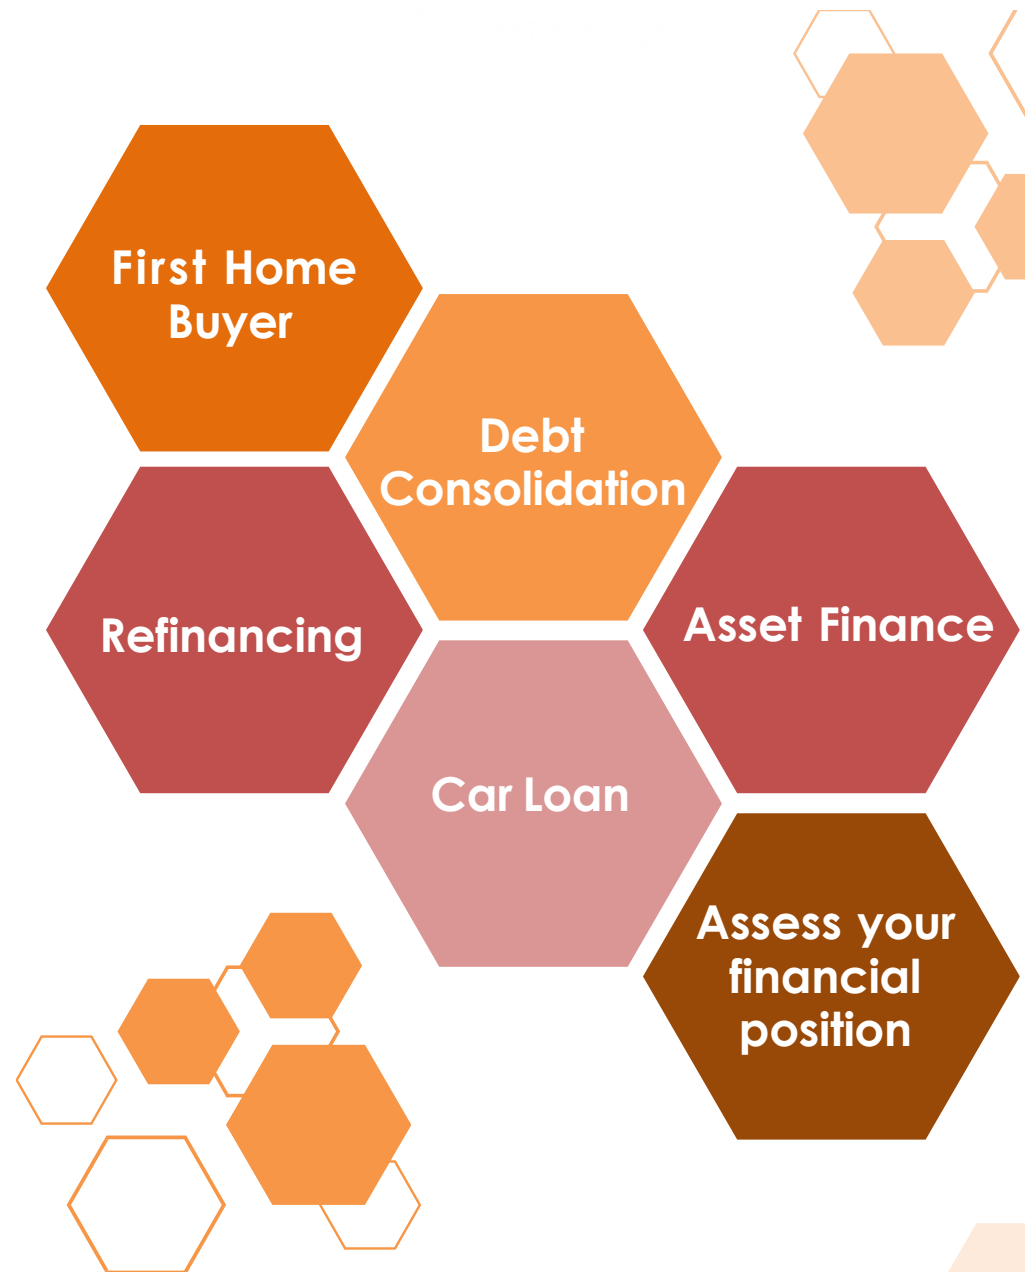 First Home
Buyer
Debt
Consolidation
Refinancing
Asset Finance
Car Loan
Assess your
financial
position